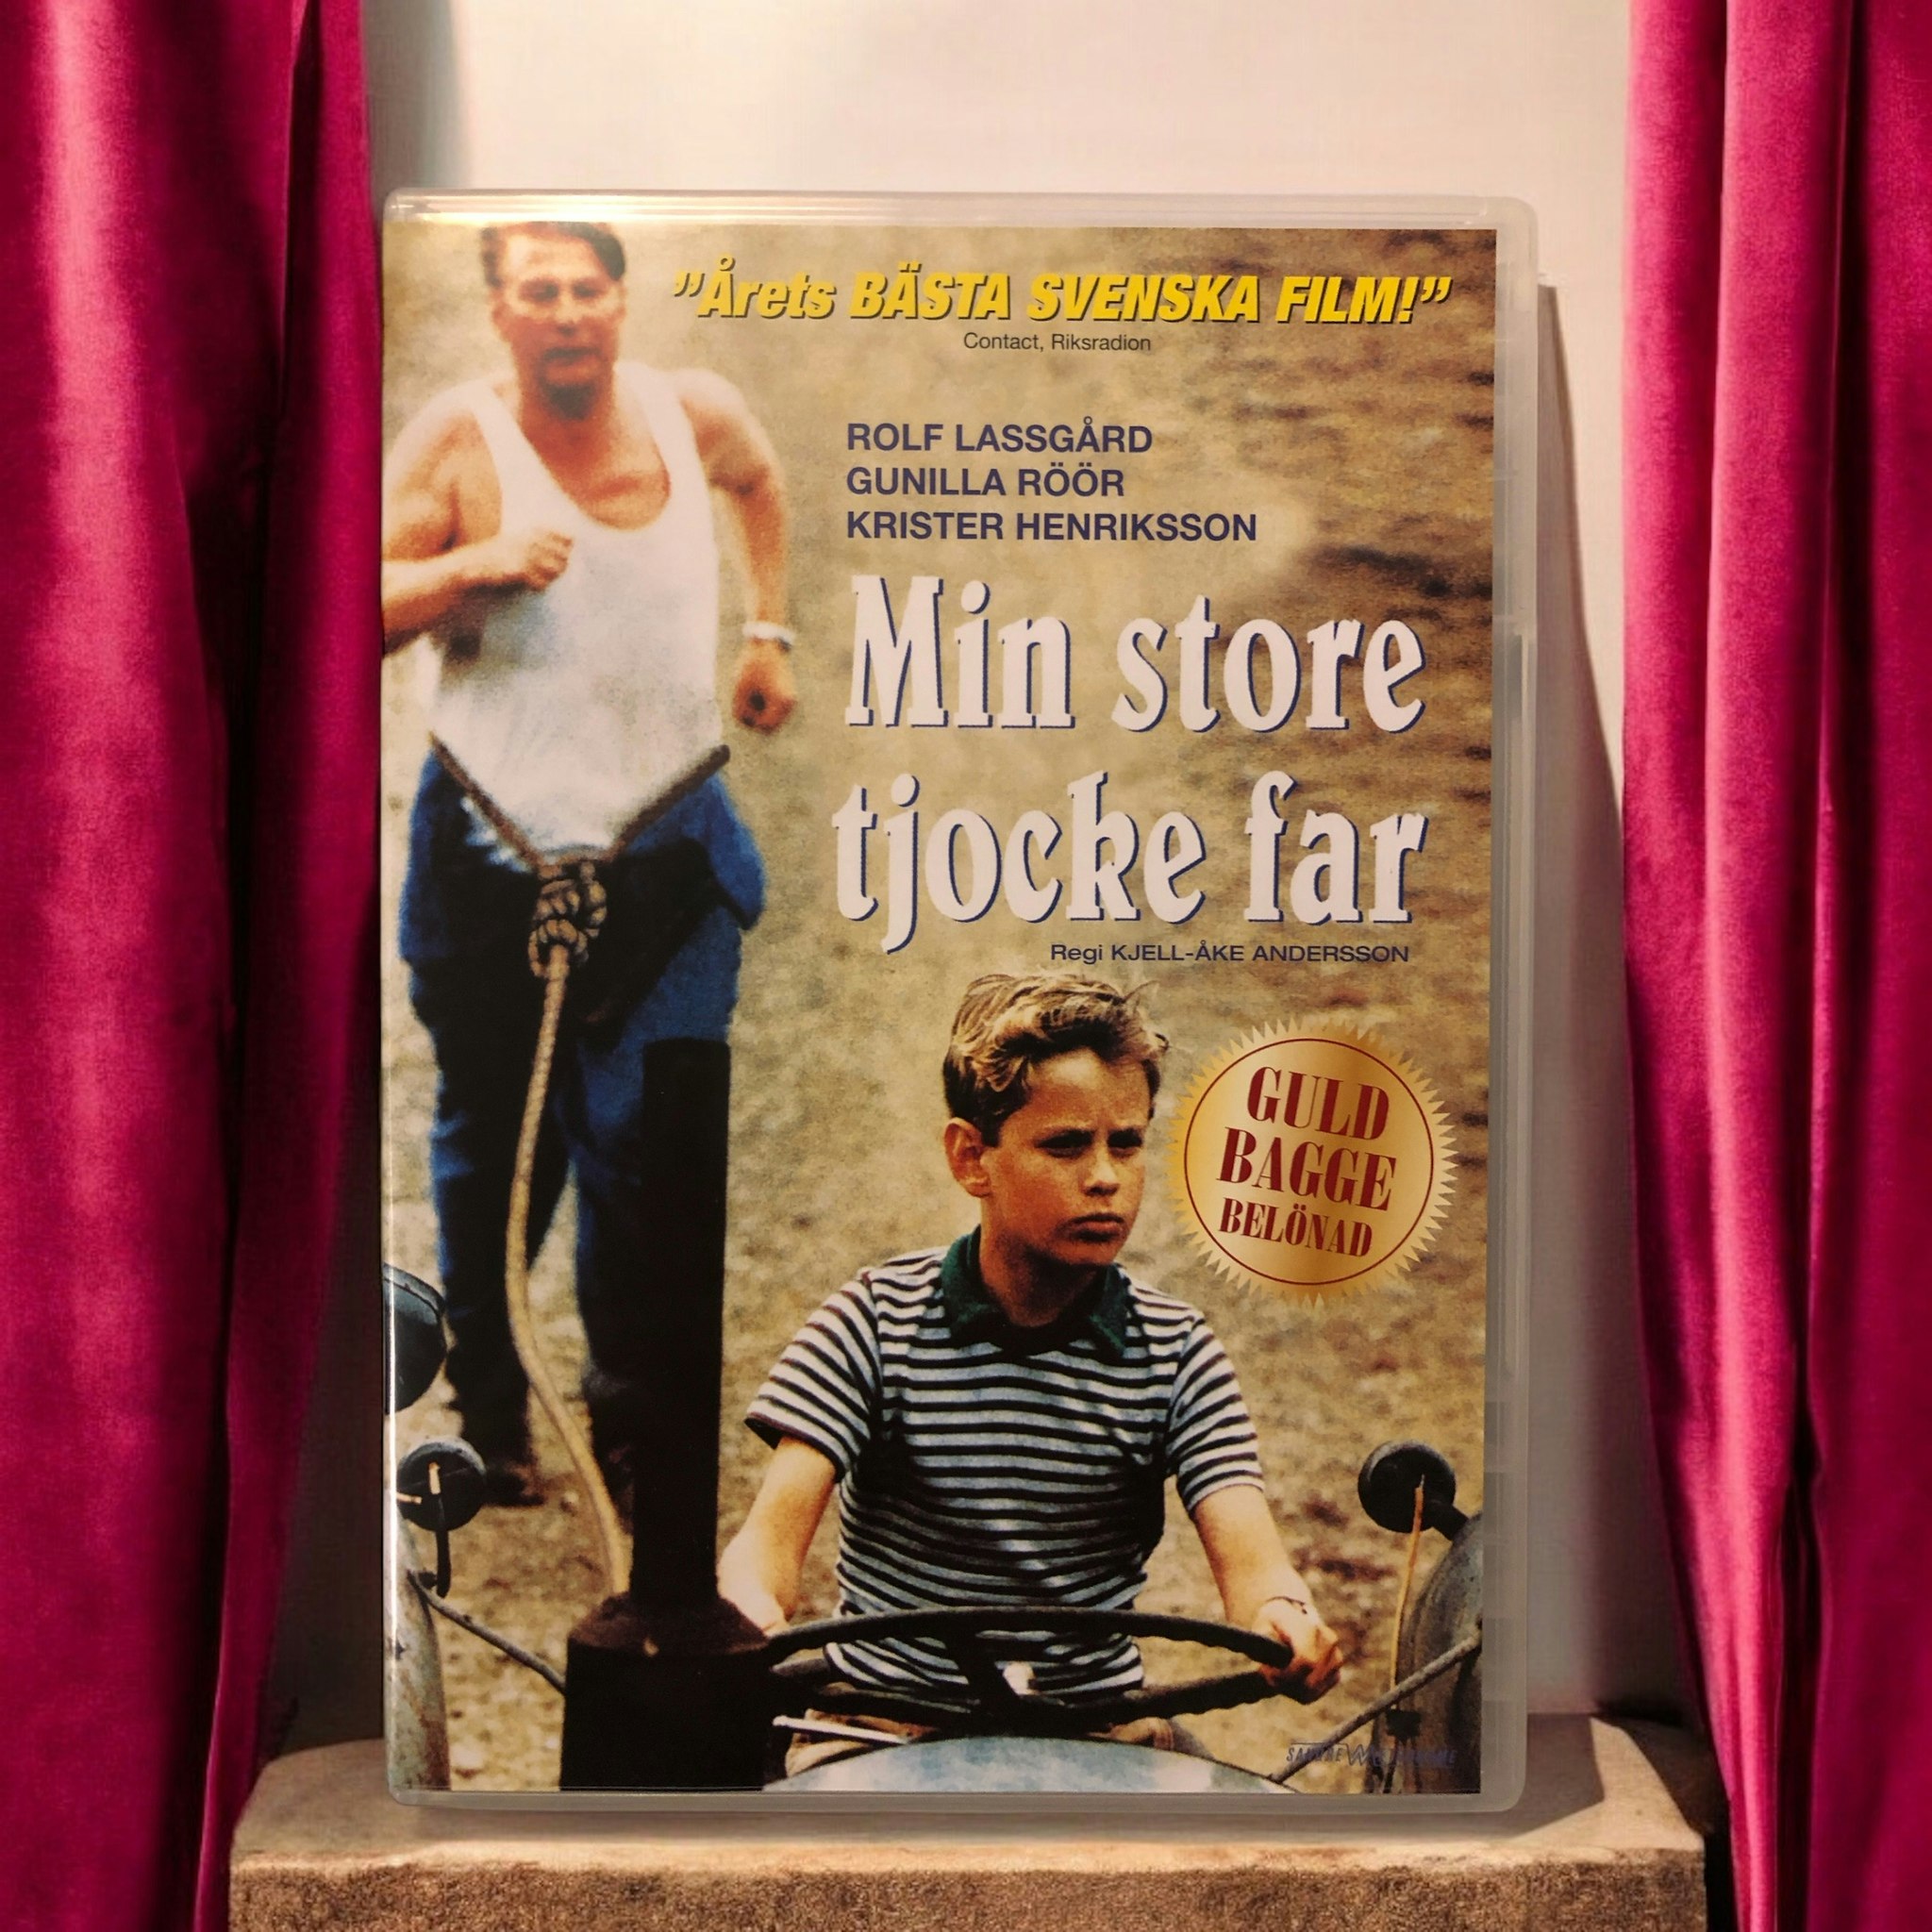 ”Årets BÄSTA SVENSKA FILM!”
Contact, Riksradion
ROLF LASSGÅRD
GUNILLA RÖÖR
KRISTER HENRIKSSON
Min store
tjocke far
Regi KJELL-ÅKE ANDERSSON
GULD
BAGGE
BELÖNAD